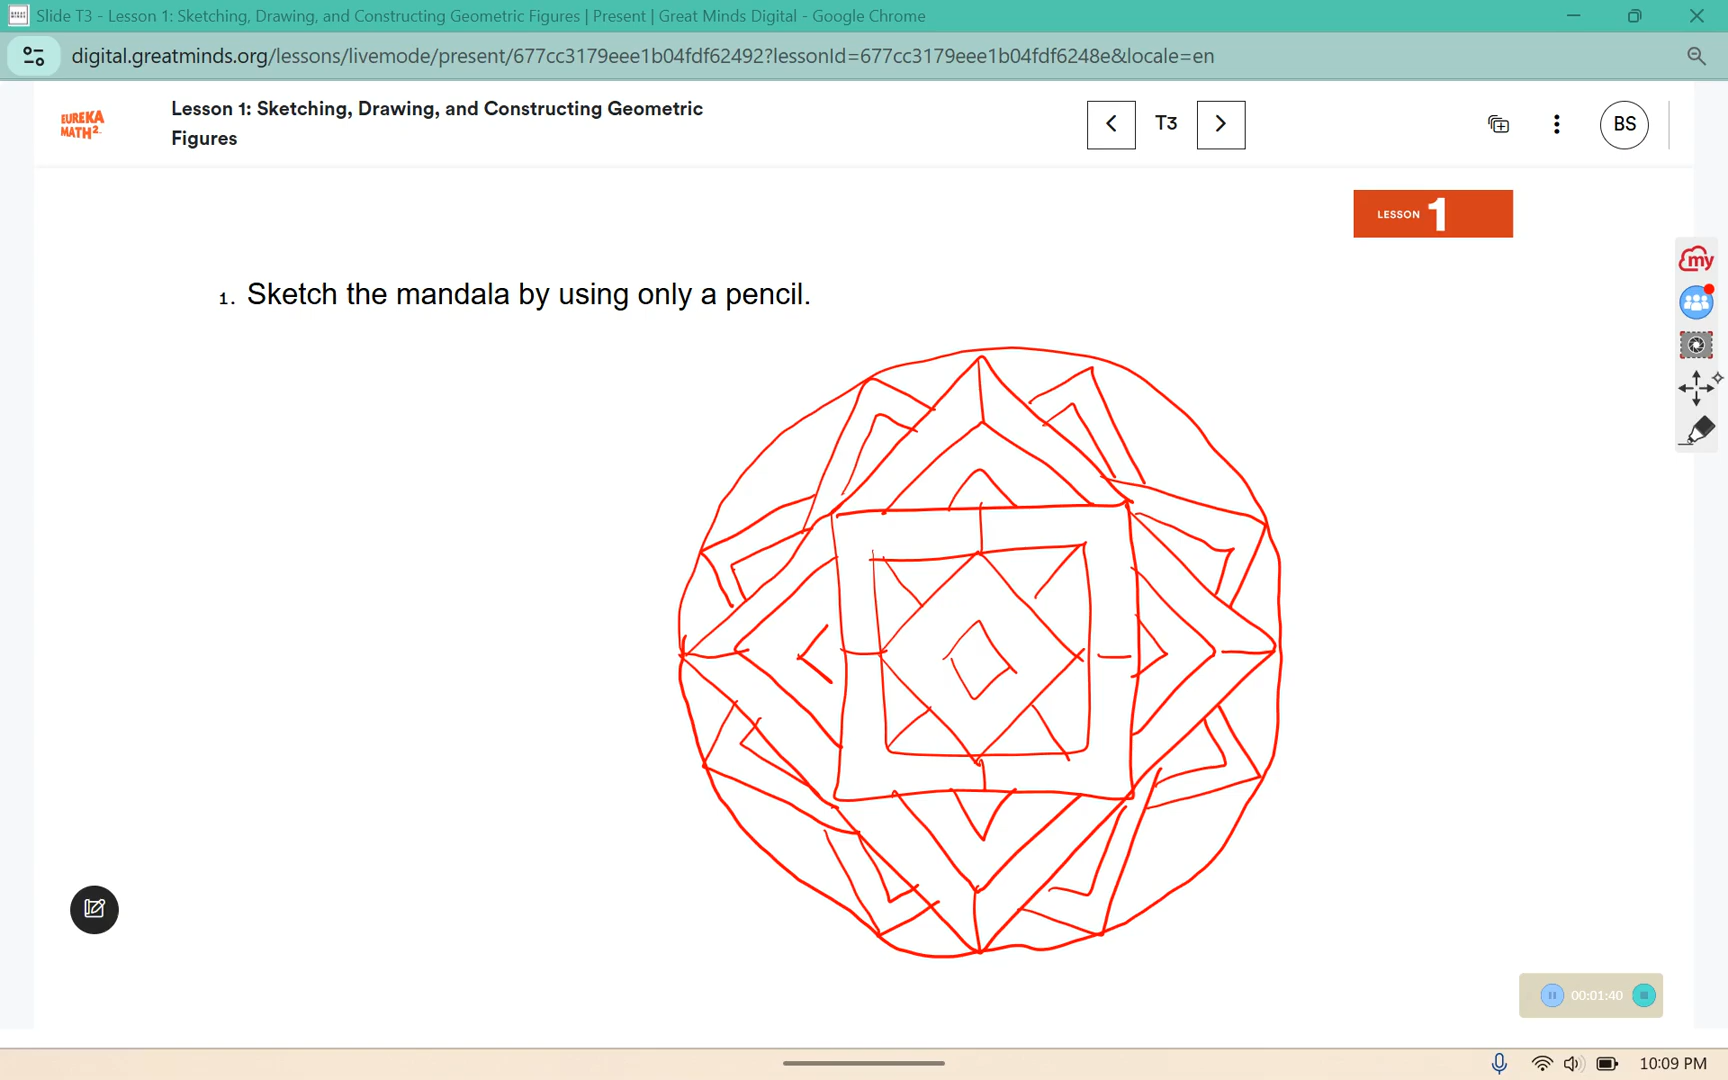 Slide T3 - Lesson 1: Sketching, Drawing, and Constructing Geometric Figures | Present | Great Minds Digital - Google Chrome
digital.greatminds.org/lessons/livemode/present/677cc3179eee1b04fdf62492?lessonId=677cc3179eee1b04fdf6248e&locale=en
EUREKA
MATH²
Lesson 1: Sketching, Drawing, and Constructing Geometric
Figures
T3
BS
LESSON 1
my
1. Sketch the mandala by using only a pencil.
00:01:40
10:09 PM